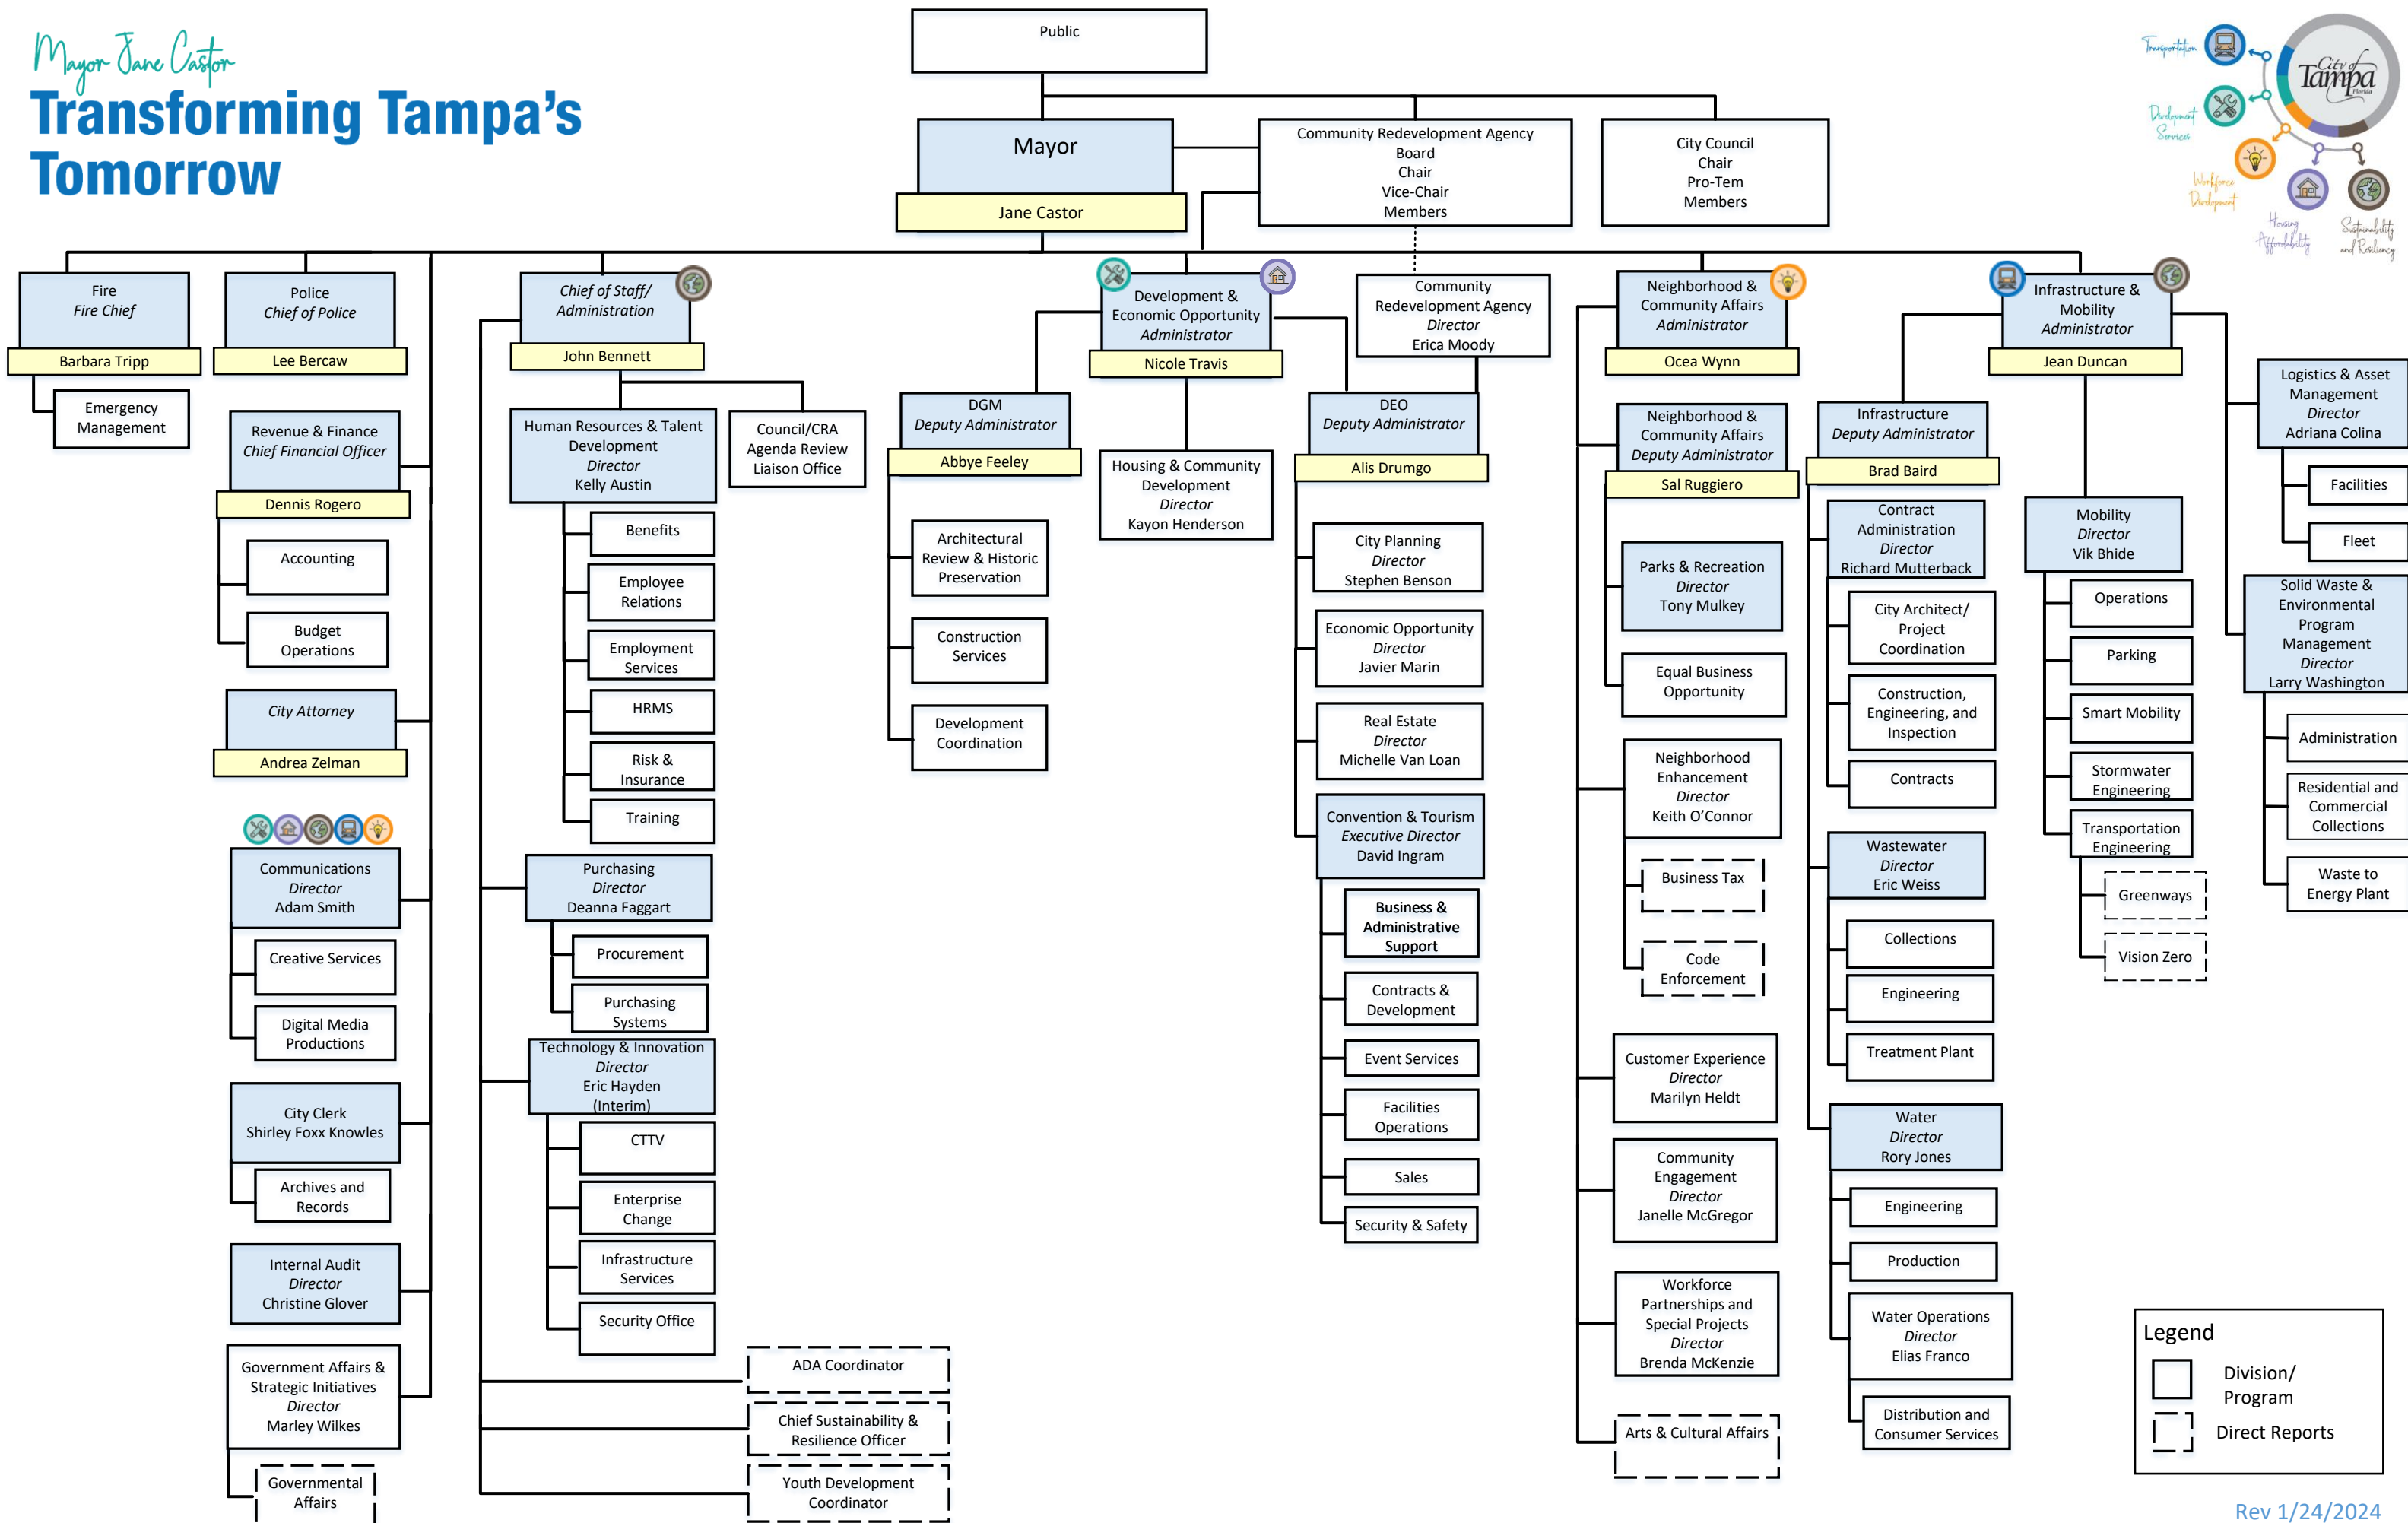 Mayor Jane Castor
Transforming Tampa's
Tomorrow
Public
Mayor
Jane Castor
Community Redevelopment Agency
Board
Chair
Vice-Chair
Members
City Council
Chair
Pro-Tem
Members
Transportation
Development
Services
Workforce
Development
Housing
Affordability
Sustainability
and Resiliency
City of
Tampa
Florida
Fire
Fire Chief
Barbara Tripp
Emergency
Management
Police
Chief of Police
Lee Bercaw
Revenue & Finance
Chief Financial Officer
Dennis Rogero
Accounting
Budget
Operations
City Attorney
Andrea Zelman
Communications
Director
Adam Smith
Creative Services
Digital Media
Productions
City Clerk
Shirley Foxx Knowles
Archives and
Records
Internal Audit
Director
Christine Glover
Government Affairs &
Strategic Initiatives
Director
Marley Wilkes
Governmental
Affairs
Chief of Staff/
Administration
John Bennett
Human Resources & Talent
Development
Director
Kelly Austin
Council/CRA
Agenda Review
Liaison Office
Benefits
Employee
Relations
Employment
Services
HRMS
Risk &
Insurance
Training
Purchasing
Director
Deanna Faggart
Procurement
Purchasing
Systems
Technology & Innovation
Director
Eric Hayden
(Interim)
CTTV
Enterprise
Change
Infrastructure
Services
Security Office
ADA Coordinator
Chief Sustainability &
Resilience Officer
Youth Development
Coordinator
Development &
Economic Opportunity
Administrator
Nicole Travis
DGM
Deputy Administrator
Abbye Feeley
Architectural
Review & Historic
Preservation
Construction
Services
Development
Coordination
Housing & Community
Development
Director
Kayon Henderson
Community
Redevelopment Agency
Director
Erica Moody
DEO
Deputy Administrator
Alis Drumgo
City Planning
Director
Stephen Benson
Economic Opportunity
Director
Javier Marin
Real Estate
Director
Michelle Van Loan
Convention & Tourism
Executive Director
David Ingram
Business &
Administrative
Support
Contracts &
Development
Event Services
Facilities
Operations
Sales
Security & Safety
Neighborhood &
Community Affairs
Administrator
Ocea Wynn
Neighborhood &
Community Affairs
Deputy Administrator
Sal Ruggiero
Parks & Recreation
Director
Tony Mulkey
Equal Business
Opportunity
Neighborhood
Enhancement
Director
Keith O'Connor
Business Tax
Code
Enforcement
Customer Experience
Director
Marilyn Heldt
Community
Engagement
Director
Janelle McGregor
Workforce
Partnerships and
Special Projects
Director
Brenda McKenzie
Arts & Cultural Affairs
Infrastructure &
Mobility
Administrator
Jean Duncan
Infrastructure
Deputy Administrator
Brad Baird
Contract
Administration
Director
Richard Mutterback
City Architect/
Project
Coordination
Construction,
Engineering, and
Inspection
Contracts
Wastewater
Director
Eric Weiss
Collections
Engineering
Treatment Plant
Water
Director
Rory Jones
Engineering
Production
Water Operations
Director
Elias Franco
Distribution and
Consumer Services
Mobility
Director
Vik Bhide
Operations
Parking
Smart Mobility
Stormwater
Engineering
Transportation
Engineering
Greenways
Vision Zero
Logistics & Asset
Management
Director
Adriana Colina
Facilities
Fleet
Solid Waste &
Environmental
Program
Management
Director
Larry Washington
Administration
Residential and
Commercial
Collections
Waste to
Energy Plant
Legend
Division/
Program
Direct Reports
Rev 1/24/2024